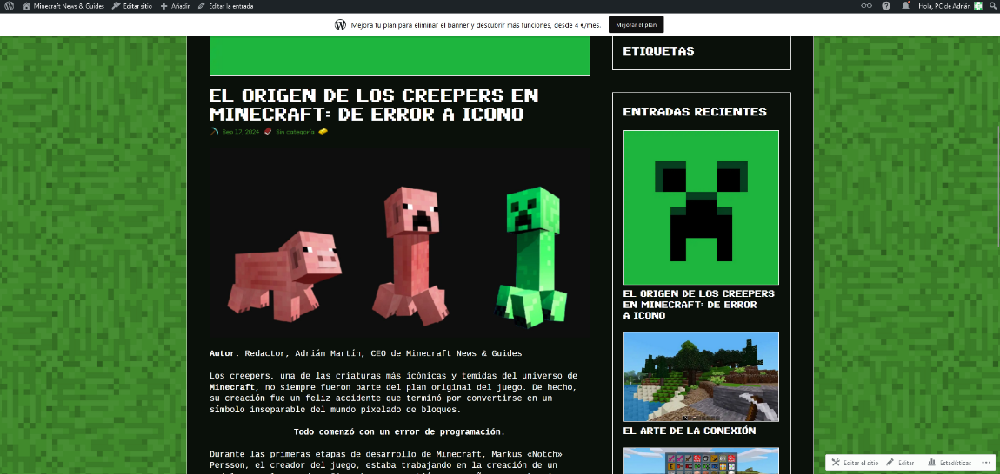 Minecraft News & Guides
Editar sitio
Añadir
Editar la entrada
Hola, PC de Adrián
Mejora tu plan para eliminar el banner y descubrir más funciones, desde 4 €/mes.
Mejorar el plan
EL ORIGEN DE LOS CREEPERS EN
MINECRAFT: DE ERROR A ICONO
Sep 17, 2024
Sin categoría
Autor: Redactor, Adrián Martín, CEO de Minecraft News & Guides
Los creepers, una de las criaturas más icónicas y temidas del universo de
Minecraft, no siempre fueron parte del plan original del juego. De hecho,
su creación fue un feliz accidente que terminó por convertirse en un
símbolo inseparable del mundo pixelado de bloques.
Todo comenzó con un error de programación.
Durante las primeras etapas de desarrollo de Minecraft, Markus «Notch»
Persson, el creador del juego, estaba trabajando en la creación de un
ETIQUETAS
ENTRADAS RECIENTES
EL ORIGEN DE LOS CREEPERS
EN MINECRAFT: DE ERROR
A ICONO
EL ARTE DE LA CONEXIÓN
Editar el sitio
Editar
Estadísticas